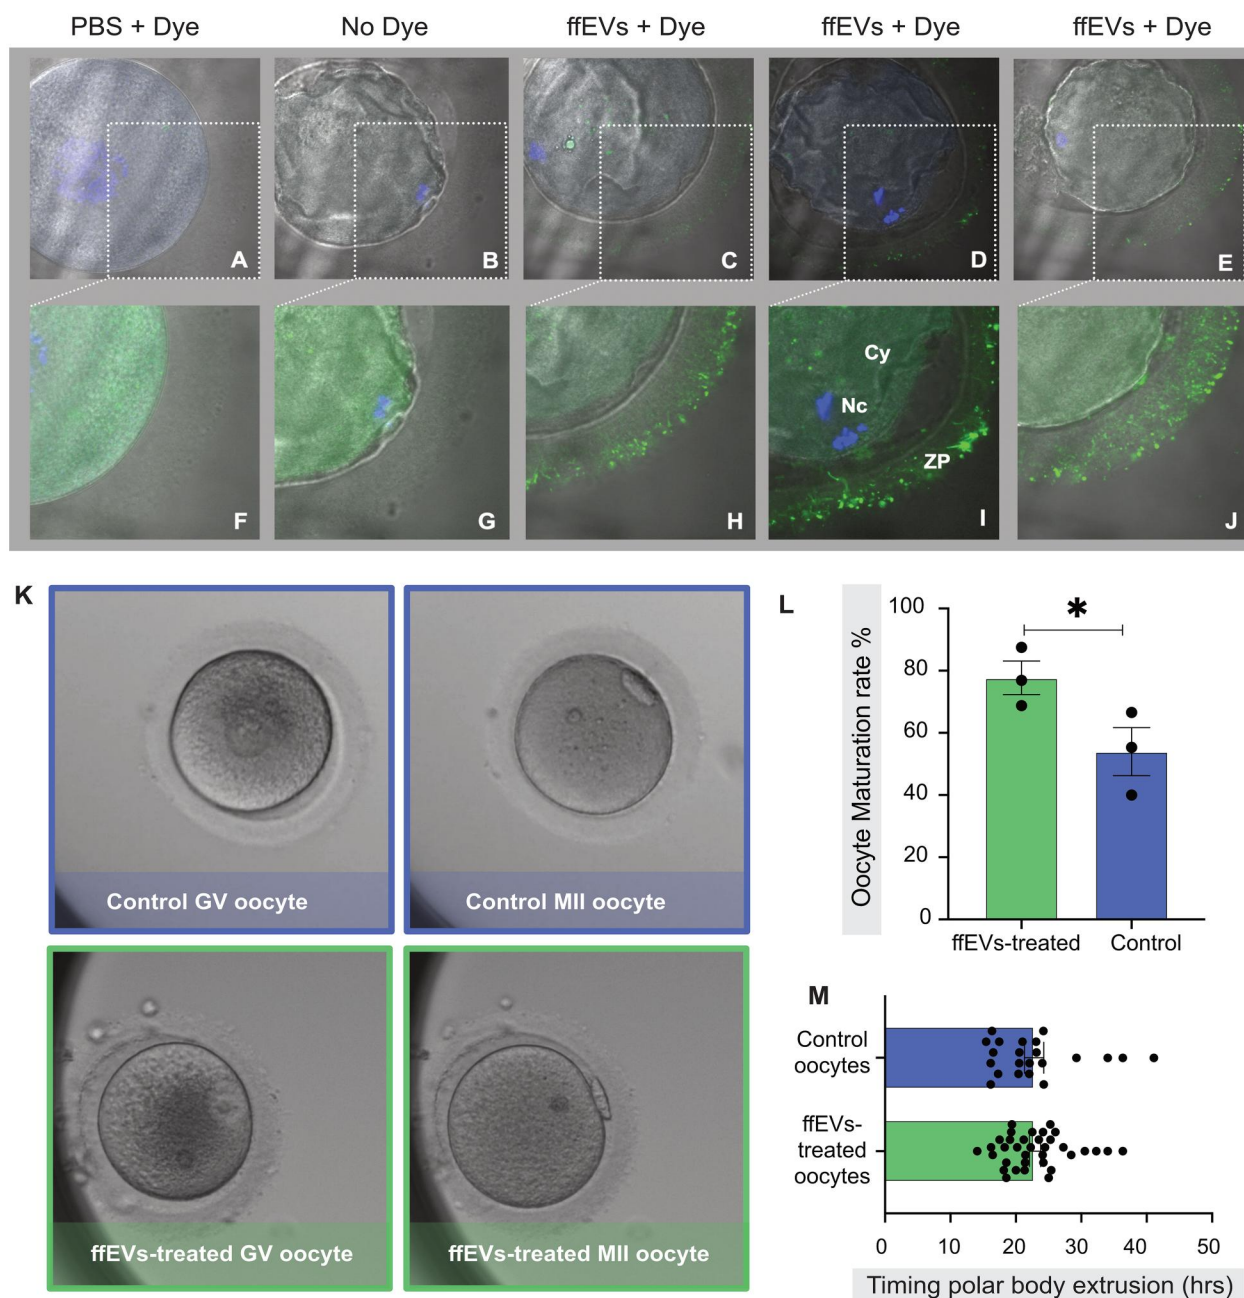 PBS + Dye
No Dye
ffEVs + Dye
ffEVs + Dye
ffEVs + Dye
A
B
C
D
E
F
G
H
Cy
Nc
ZP
I
J
K
Control GV oocyte
Control MII oocyte
ffEVs-treated GV oocyte
ffEVs-treated MII oocyte
L
Oocyte Maturation rate %
100
80
60
40
20
0
*
ffEVs-treated
Control
M
Control
oocytes
ffEVs-
treated
oocytes
0
20
30
40
50
Timing polar body extrusion (hrs)